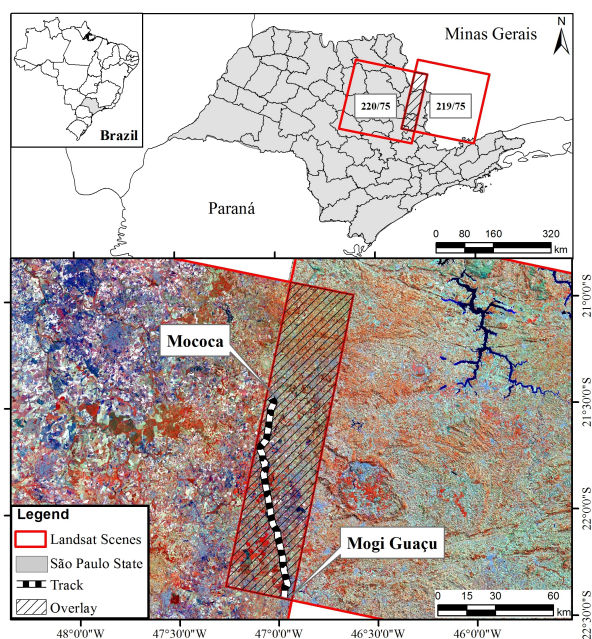 Minas Gerais
N
220/75
219/75
Brazil
Paraná
0 80 160 320
km
21°0'0"S
Mococa
21°30'0"S
22°0'0"S
Legend
Landsat Scenes
São Paulo State
Track
Overlay
Mogi Guaçu
0 15 30 60
km
22°30'0"S
48°0'0"W 47°30'0"W 47°0'0"W 46°30'0"W 46°0'0"W